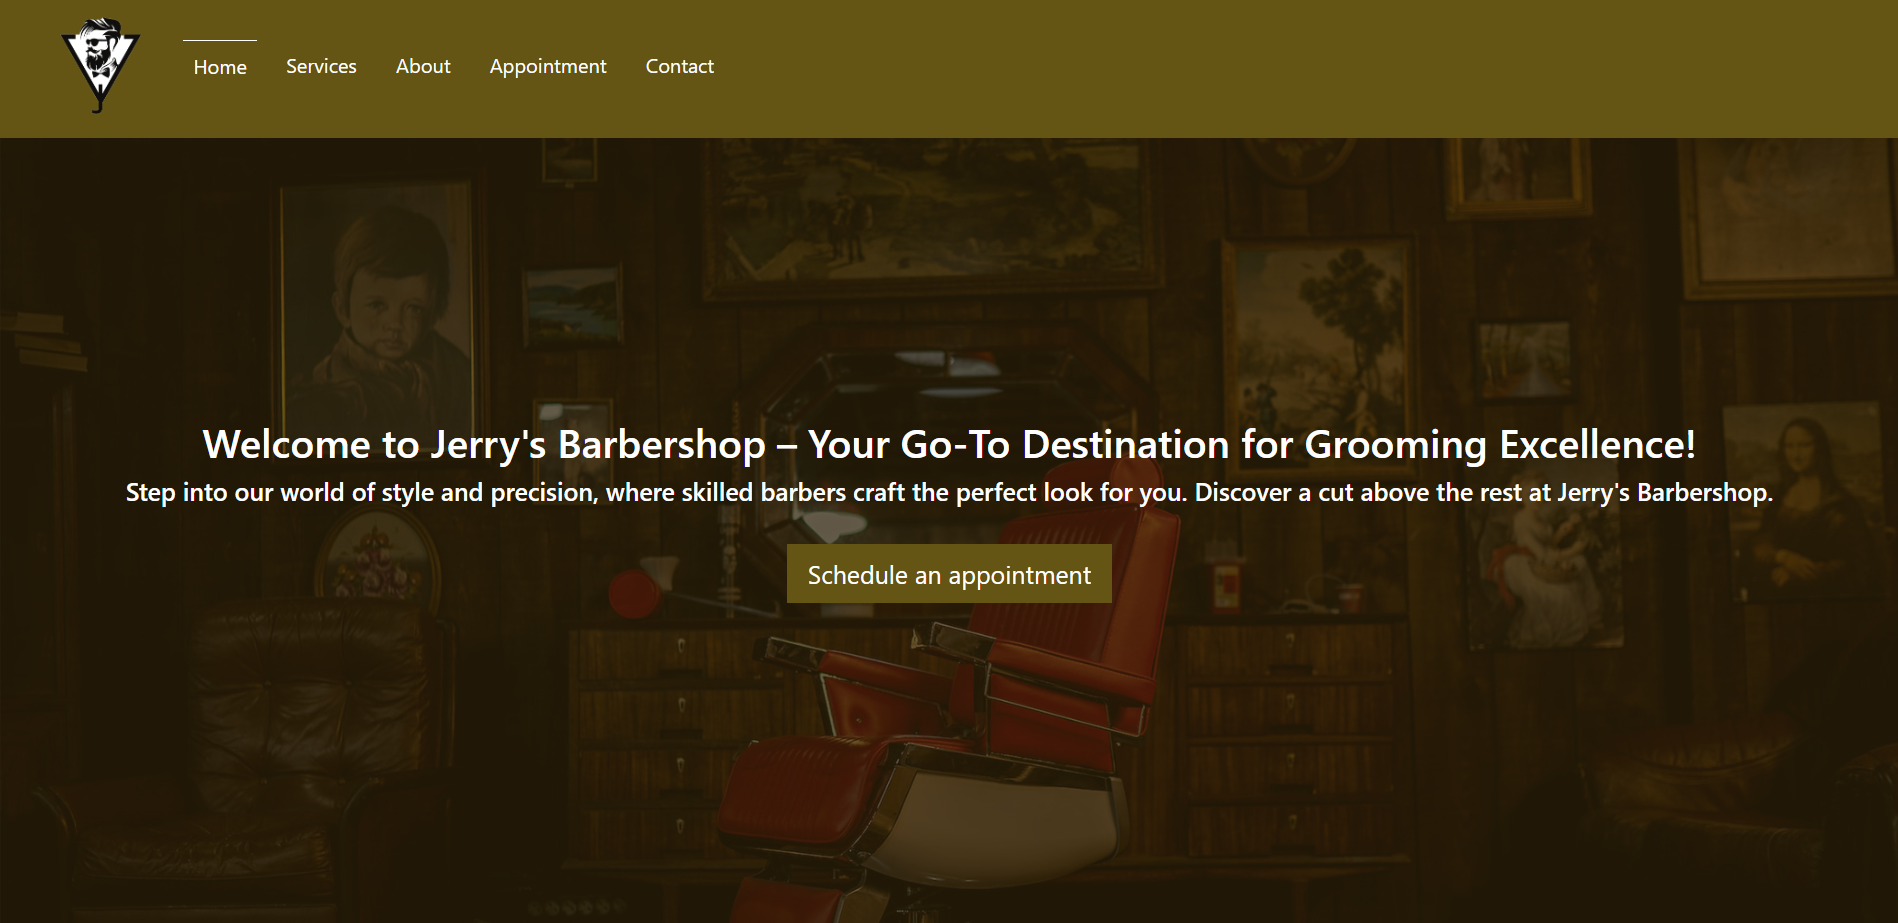 Home Services About Appointment Contact
Welcome to Jerry's Barbershop – Your Go-To Destination for Grooming Excellence!
Step into our world of style and precision, where skilled barbers craft the perfect look for you. Discover a cut above the rest at Jerry's Barbershop.
Schedule an appointment